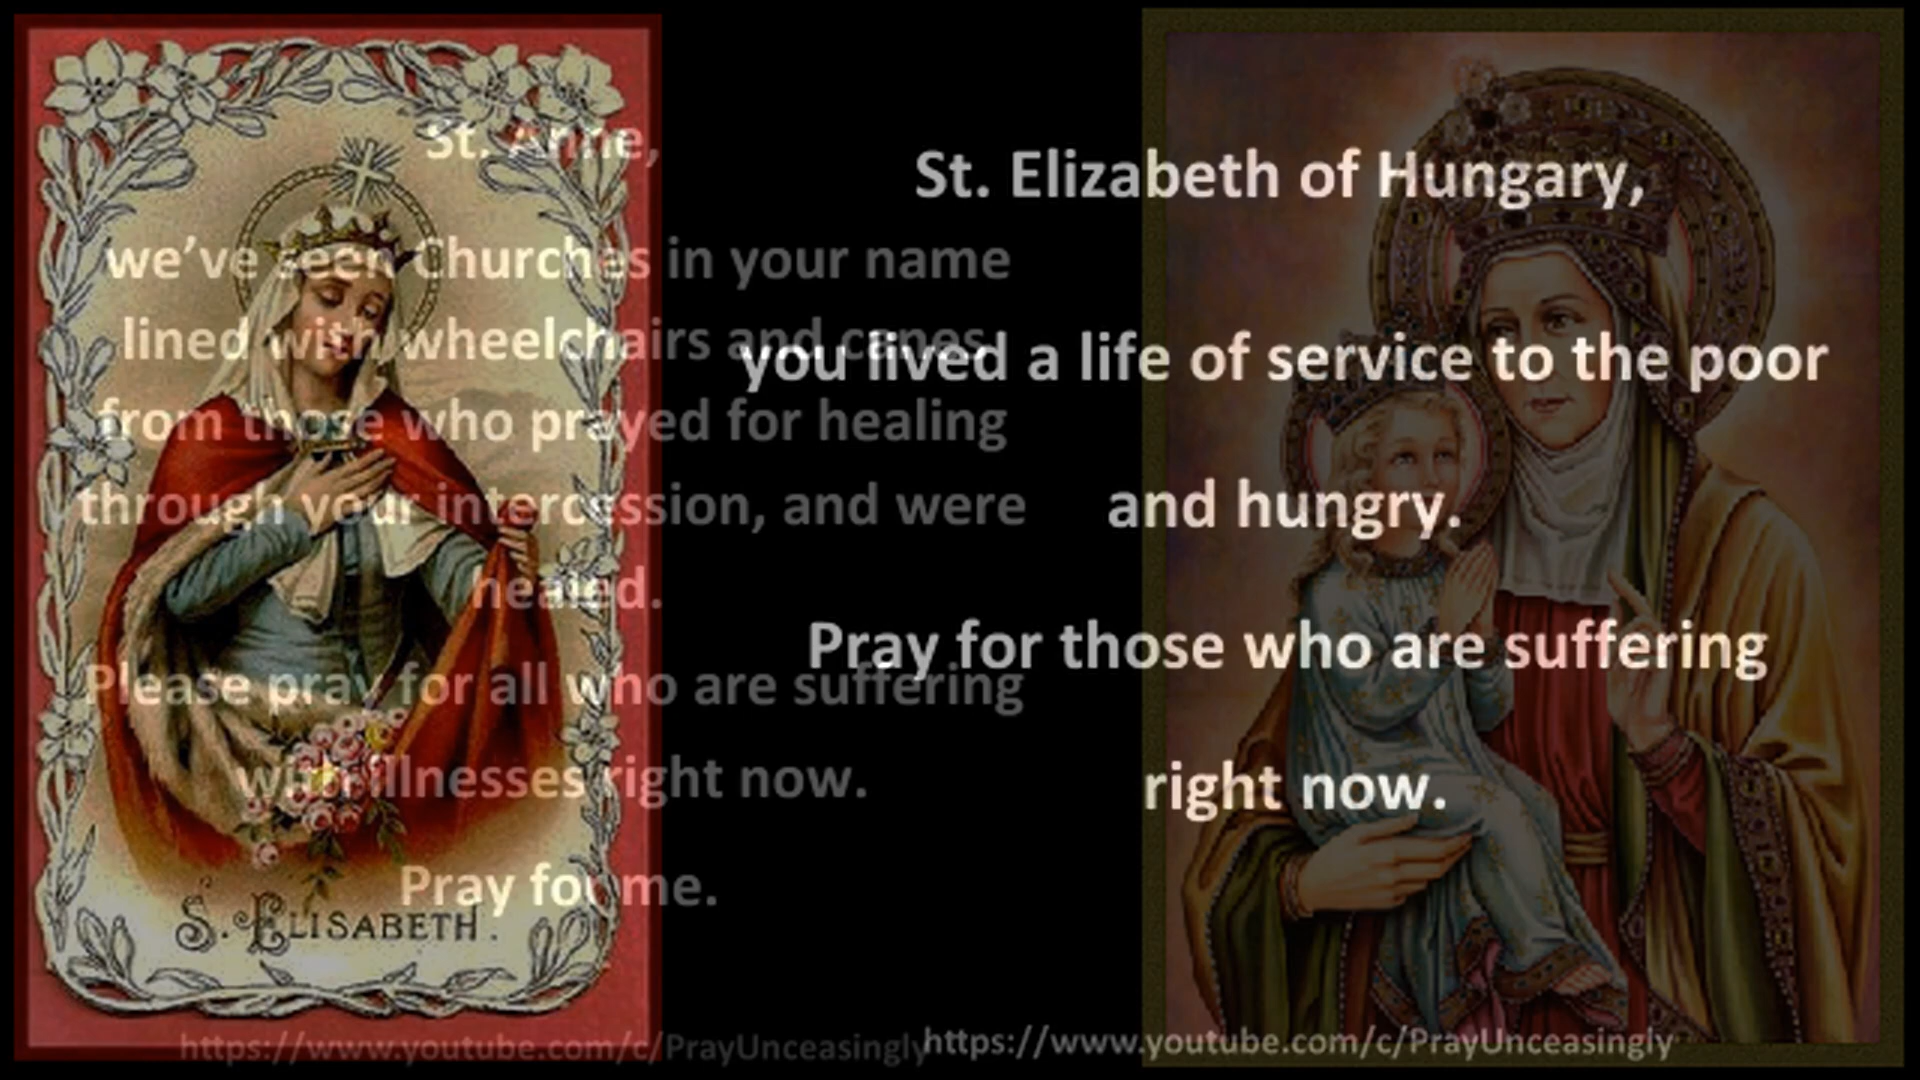 St. Anne,
we've seen Churches in your name
lined with wheelchairs and canes
from those who prayed for healing
through your intercession, and were
healed.
Please pray for all who are suffering
with illnesses right now.
Pray for me.
S. ELISABETH.
https://www.youtube.com/c/PrayUnceasingly
St. Elizabeth of Hungary,
you lived a life of service to the poor
and hungry.
Pray for those who are suffering
right now.
https://www.youtube.com/c/PrayUnceasingly